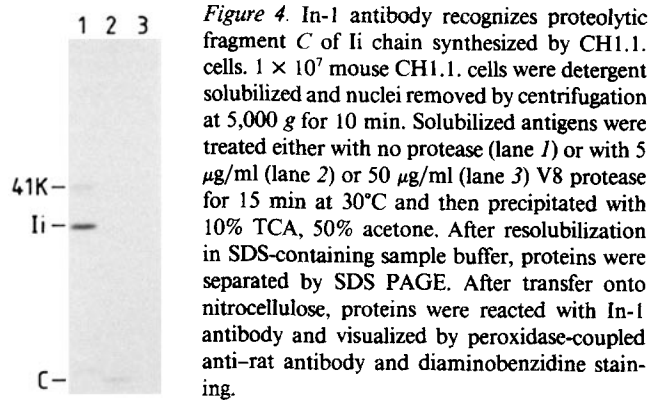 1 2 3
41K
Ii
C
Figure 4. In-1 antibody recognizes proteolytic
fragment C of Ii chain synthesized by CH1.1.
cells. 1 × 10⁷ mouse CH1.1. cells were detergent
solubilized and nuclei removed by centrifugation
at 5,000 g for 10 min. Solubilized antigens were
treated either with no protease (lane 1) or with 5
μg/ml (lane 2) or 50 μg/ml (lane 3) V8 protease
for 15 min at 30°C and then precipitated with
10% TCA, 50% acetone. After resolubilization
in SDS-containing sample buffer, proteins were
separated by SDS PAGE. After transfer onto
nitrocellulose, proteins were reacted with In-1
antibody and visualized by peroxidase-coupled
anti–rat antibody and diaminobenzidine stain-
ing.